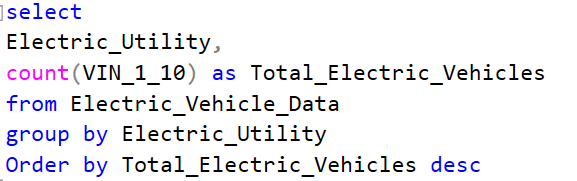 select
Electric_Utility,
count(VIN_1_10) as Total_Electric_Vehicles
from Electric_Vehicle_Data
group by Electric_Utility
Order by Total_Electric_Vehicles desc